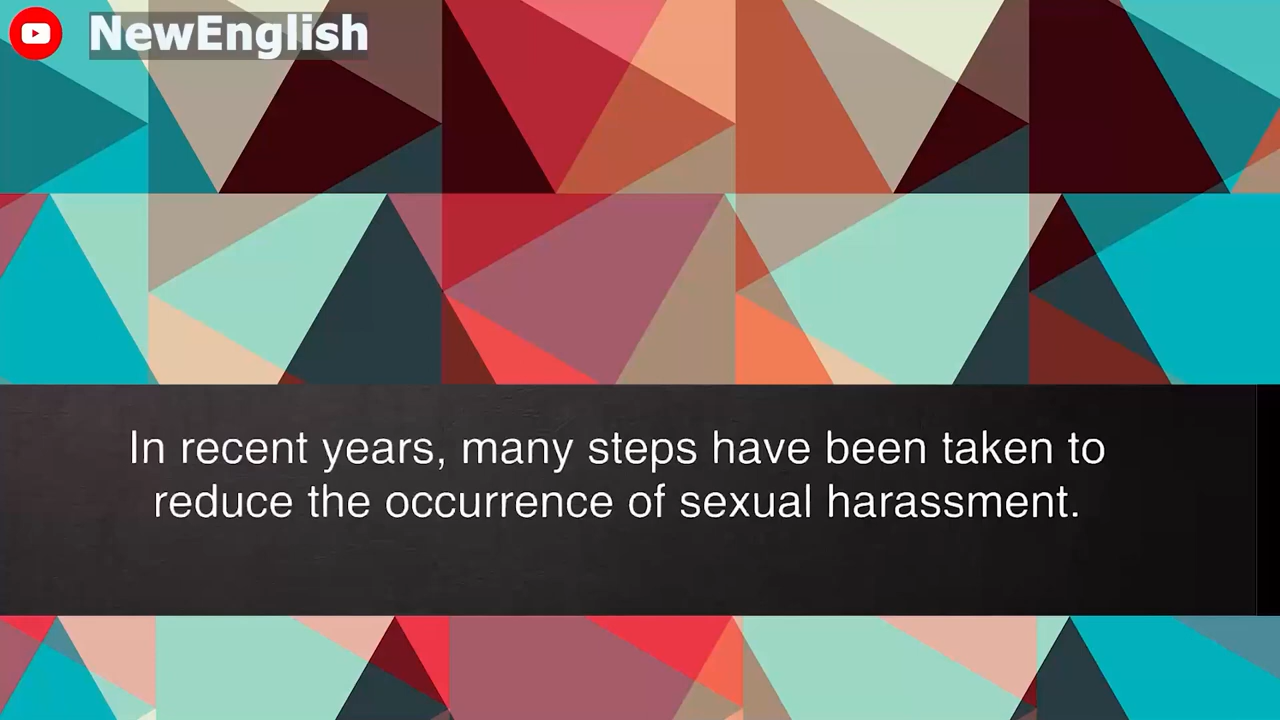 NewEnglish
In recent years, many steps have been taken to
reduce the occurrence of sexual harassment.